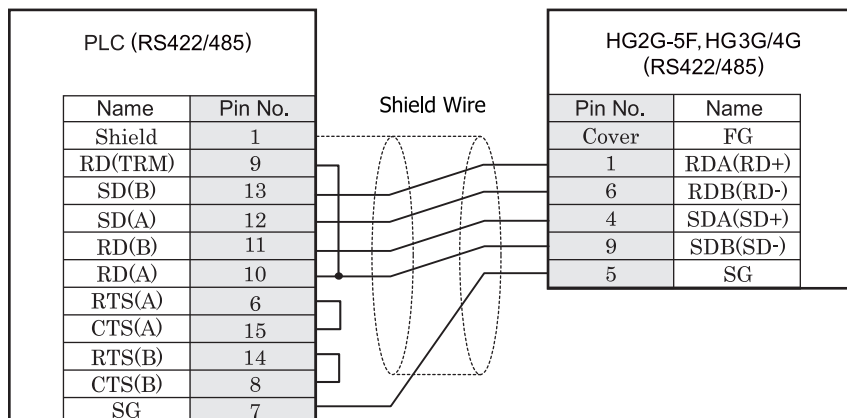 PLC (RS422/485)
Name Pin No.
Shield 1
RD(TRM) 9
SD(B) 13
SD(A) 12
RD(B) 11
RD(A) 10
RTS(A) 6
CTS(A) 15
RTS(B) 14
CTS(B) 8
SG 7
Shield Wire
HG2G-5F, HG3G/4G
(RS422/485)
Pin No. Name
Cover FG
1 RDA(RD+)
6 RDB(RD-)
4 SDA(SD+)
9 SDB(SD-)
5 SG